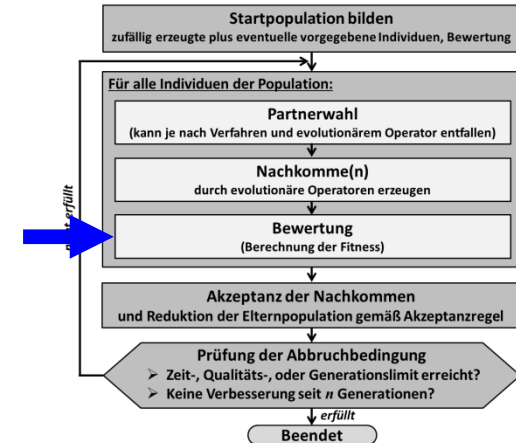 Startpopulation bilden
zufällig erzeugte plus eventuelle vorgegebene Individuen, Bewertung
Für alle Individuen der Population:
Partnerwahl
(kann je nach Verfahren und evolutionärem Operator entfallen)
Nachkomme(n)
durch evolutionäre Operatoren erzeugen
erfüllt
Bewertung
(Berechnung der Fitness)
Akzeptanz der Nachkommen
und Reduktion der Elternpopulation gemäß Akzeptanzregel
Prüfung der Abbruchbedingung
➢ Zeit-, Qualitäts-, oder Generationslimit erreicht?
➢ Keine Verbesserung seit n Generationen?
erfüllt
Beendet